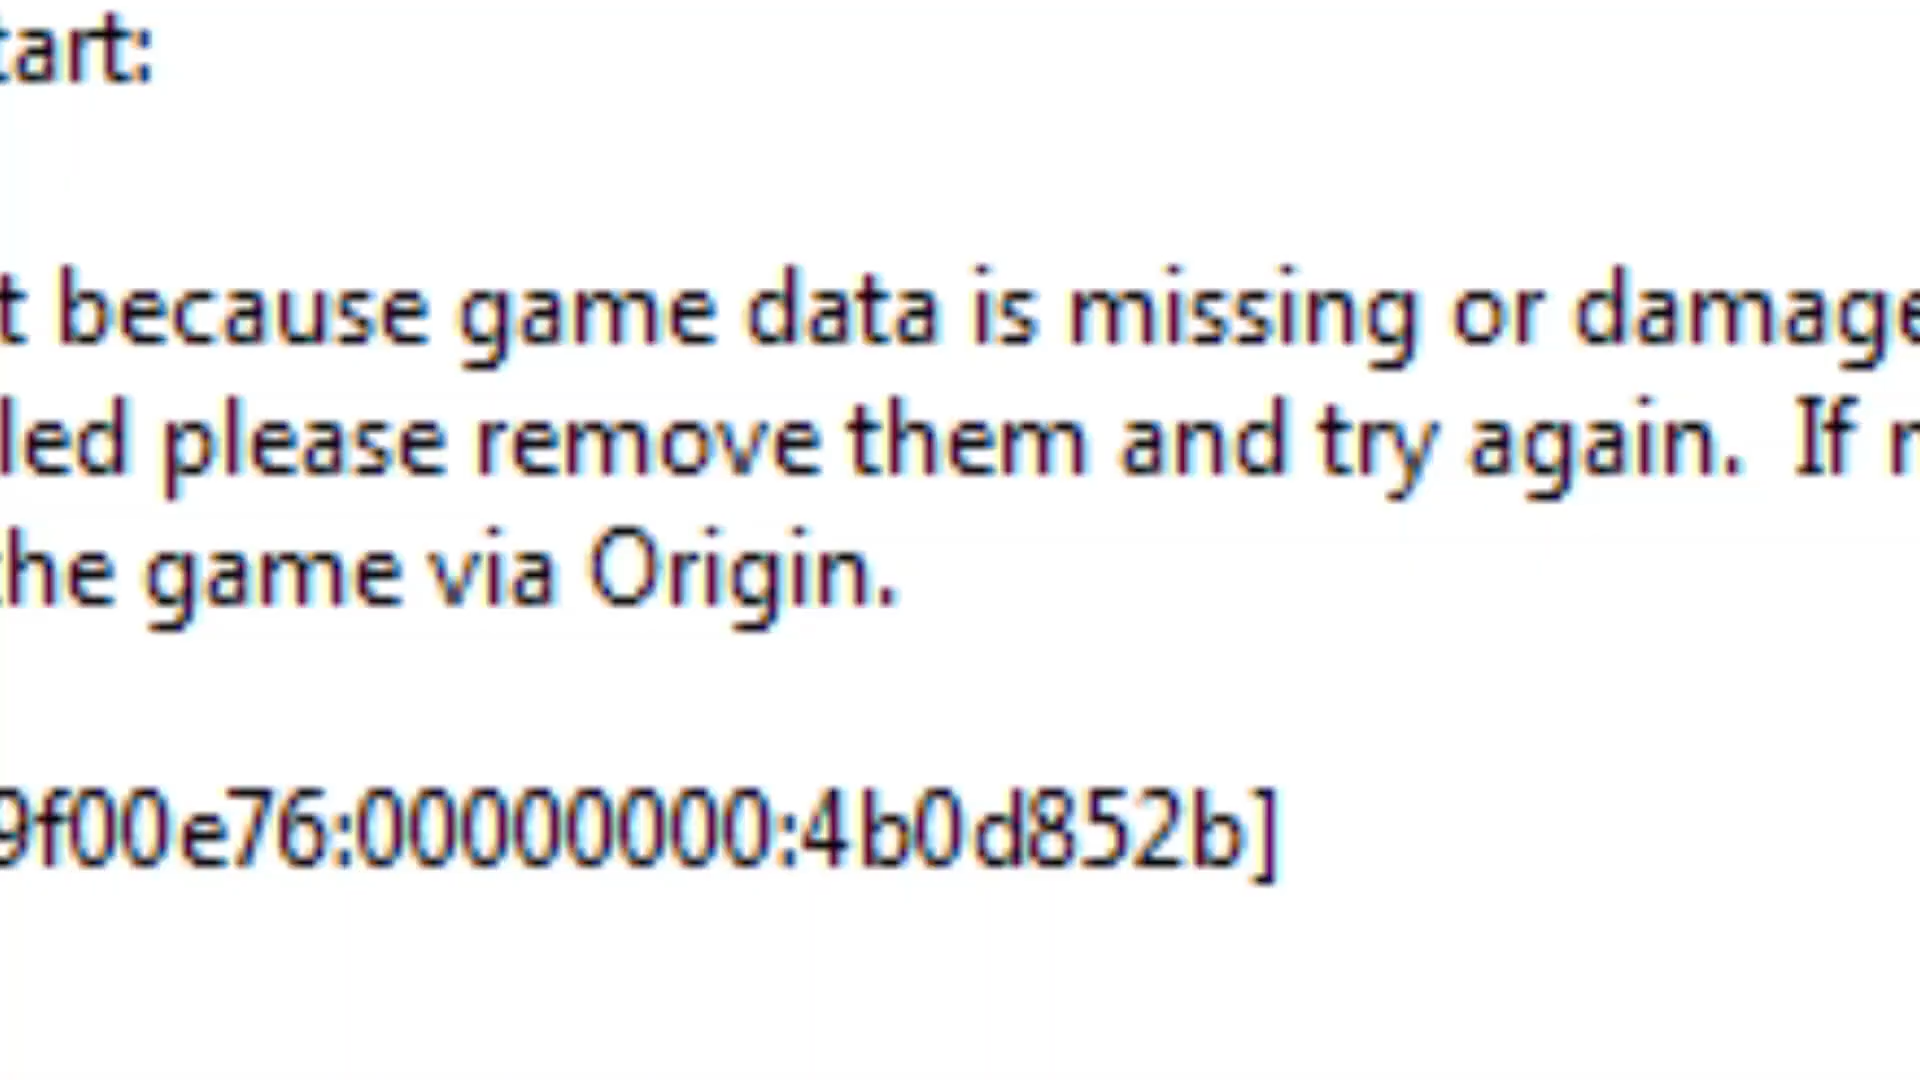 tart:
t because game data is missing or damage
led please remove them and try again.  If
he game via Origin.
9f00e76:00000000:4b0d852b]